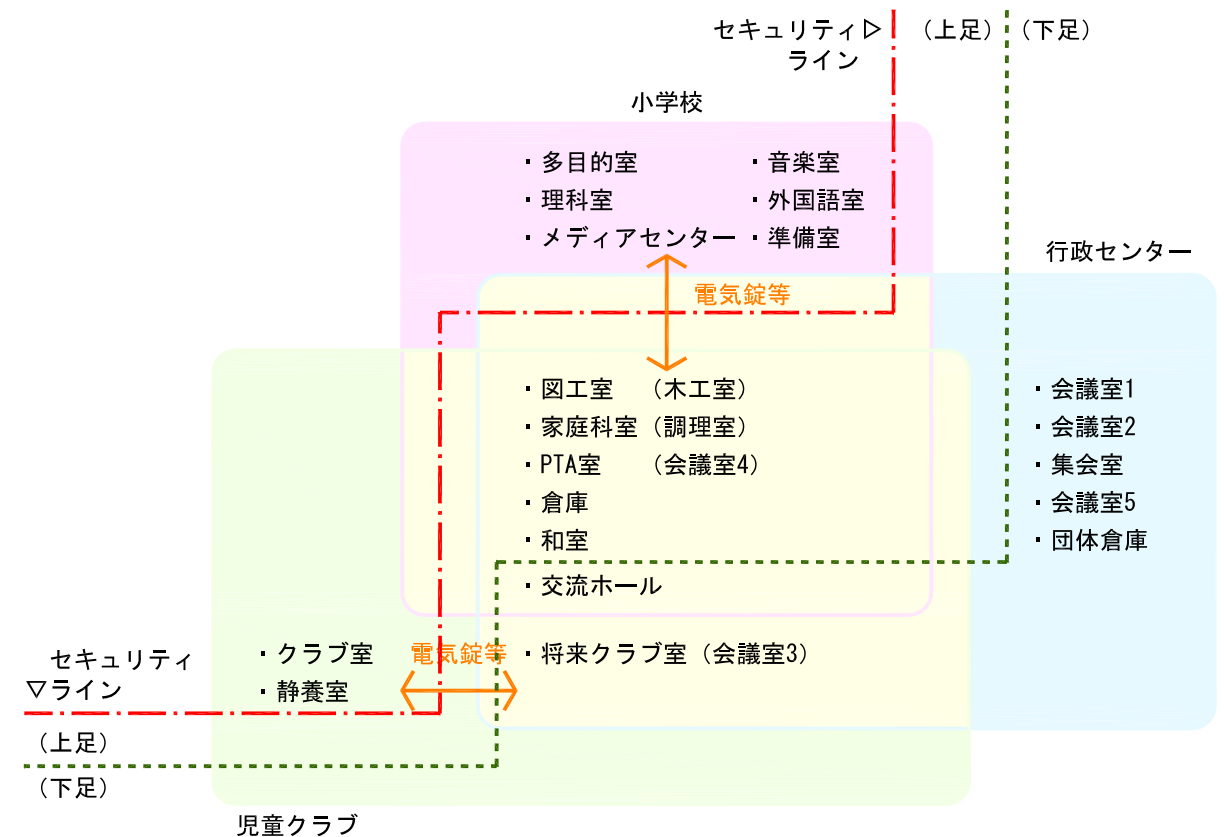 セキュリティ▷
ライン
（上足）
（下足）
小学校
・多目的室
・音楽室
・理科室
・外国語室
・メディアセンター
・準備室
行政センター
電気錠等
・図工室 （木工室）
・家庭科室（調理室）
・PTA室 （会議室4）
・倉庫
・和室
・交流ホール
・会議室1
・会議室2
・集会室
・会議室5
・団体倉庫
・クラブ室
・静養室
電気錠等
・将来クラブ室（会議室3）
セキュリティ
▽ライン
（上足）
（下足）
児童クラブ